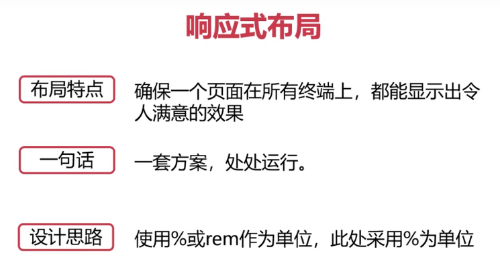 响应式布局
布局特点
确保一个页面在所有终端上，都能显示出令
人满意的效果
一句话
一套方案，处处运行。
设计思路
使用%或rem作为单位，此处采用%为单位